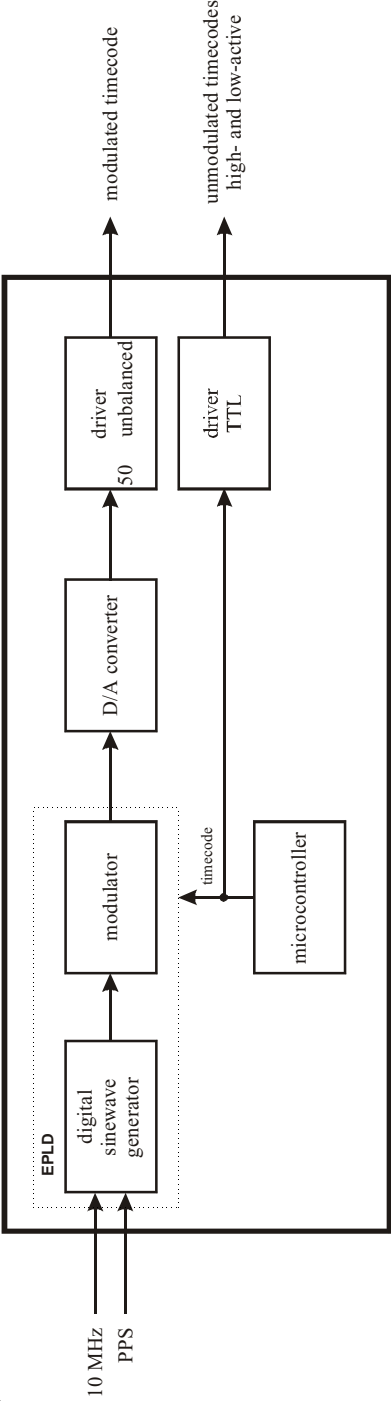 10 MHz
PPS
EPLD
digital
sinewave
generator
modulator
D/A converter
driver
50 unbalanced
modulated timecode
timecode
microcontroller
driver
TTL
unmodulated timecodes
high- and low-active